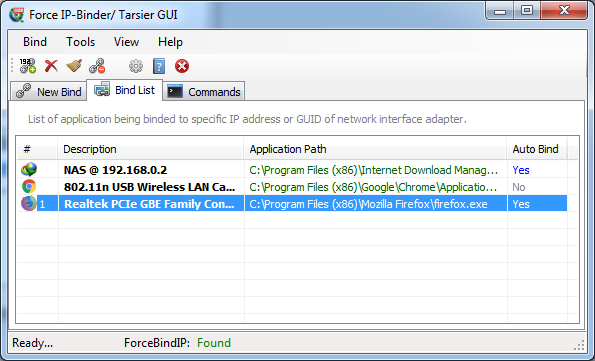 Force IP-Binder/ Tarsier GUI
Bind Tools Help
New Bind Bind List Commands
List of application being binded to specific IP address or GUID of network interface adapter.
# Description Application Path Auto Bind
NAS @ 192.168.0.2 C:\Program Files (x86)\Internet Download Manag... Yes
802.11n USB Wireless LAN Ca... C:\Program Files (x86)\Google\Chrome\Applicatio... No
1 Realtek PCIe GBE Family Con... C:\Program Files (x86)\Mozilla Firefox\firefox.exe Yes
Ready... ForceBindIP: Found